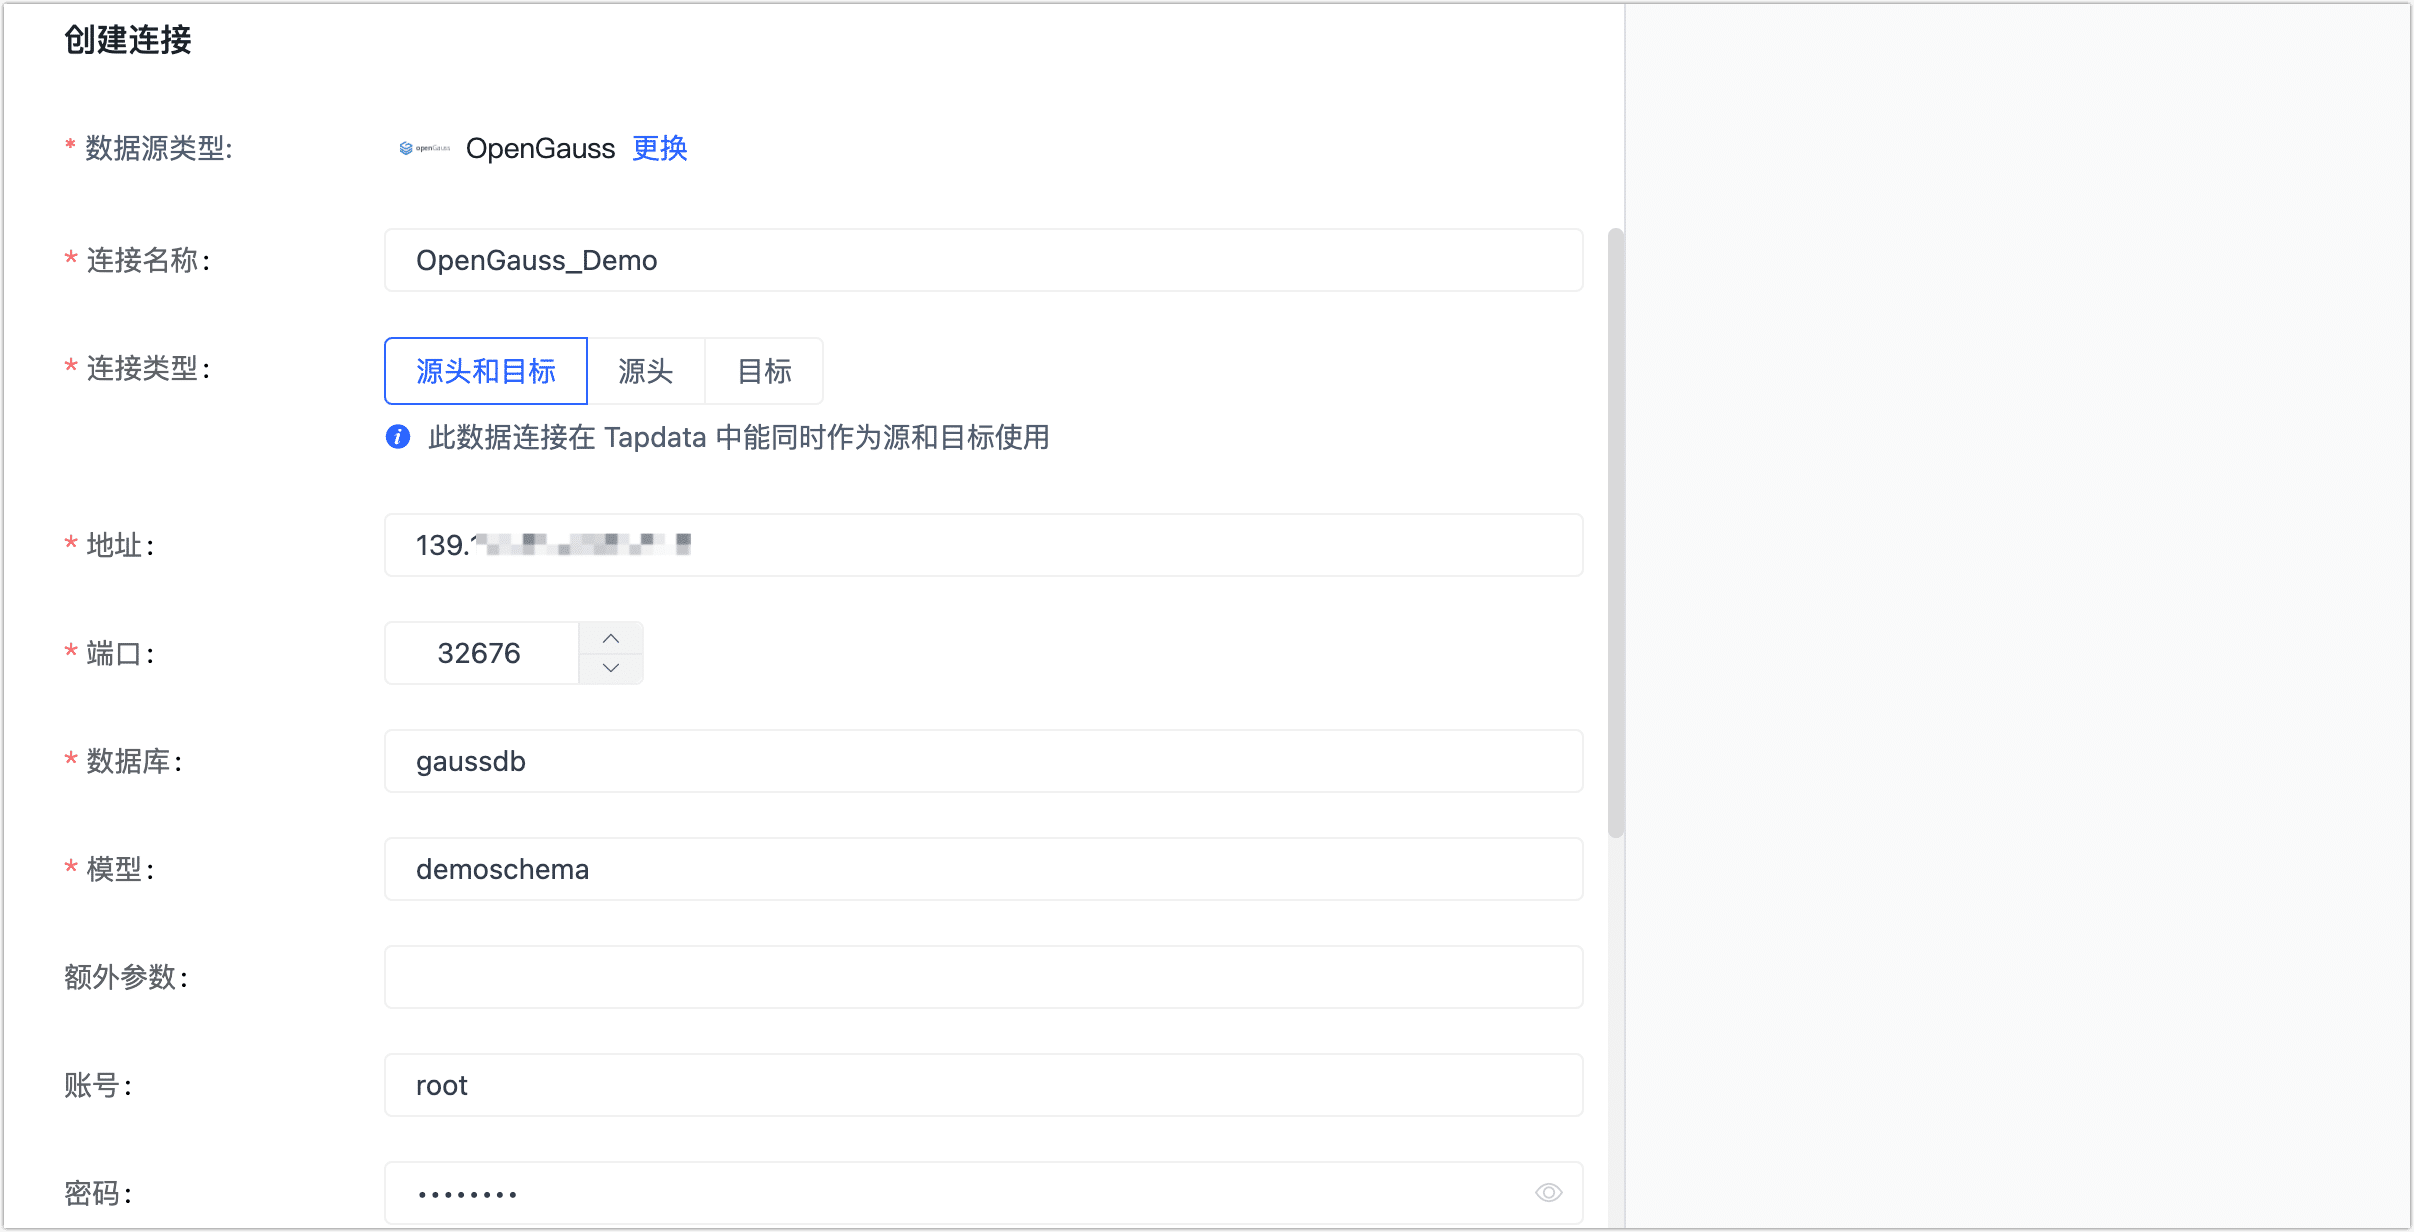 创建连接
* 数据源类型: openGauss OpenGauss 更换
* 连接名称: OpenGauss_Demo
* 连接类型: 源头和目标 源头 目标
i 此数据连接在 Tapdata 中能同时作为源和目标使用
* 地址: 139.
* 端口: 32676
* 数据库: gaussdb
* 模型: demoschema
额外参数:
账号: root
密码: ••••••••